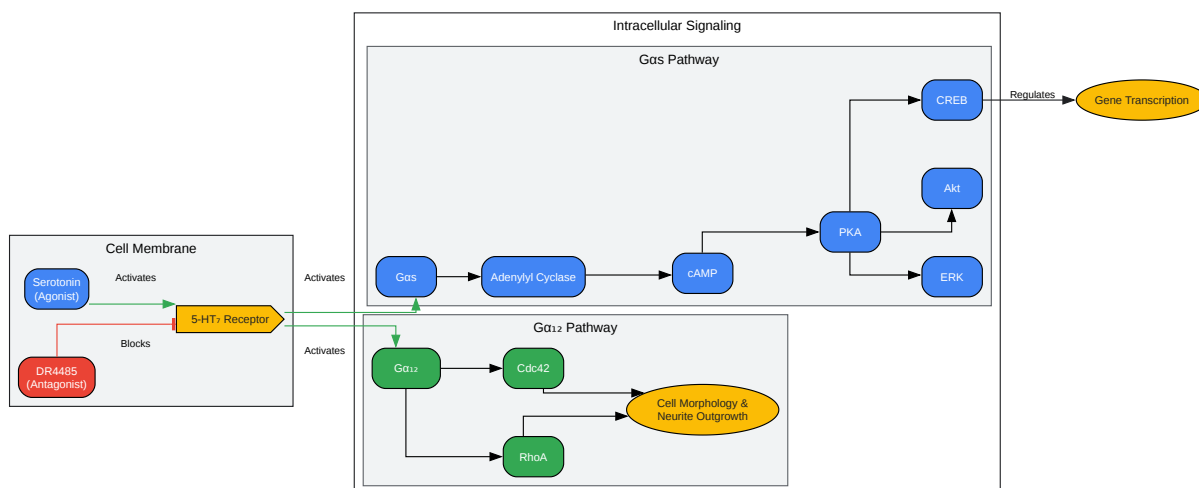 Intracellular Signaling
Gαs Pathway
CREB
Regulates
Gene Transcription
Akt
PKA
ERK
cAMP
Adenylyl Cyclase
Gαs
Cell Membrane
Serotonin
(Agonist)
Activates
Activates
5-HT₇ Receptor
Blocks
DR4485
(Antagonist)
Activates
Gα₁₂ Pathway
Gα₁₂
Cdc42
Cell Morphology &
Neurite Outgrowth
RhoA